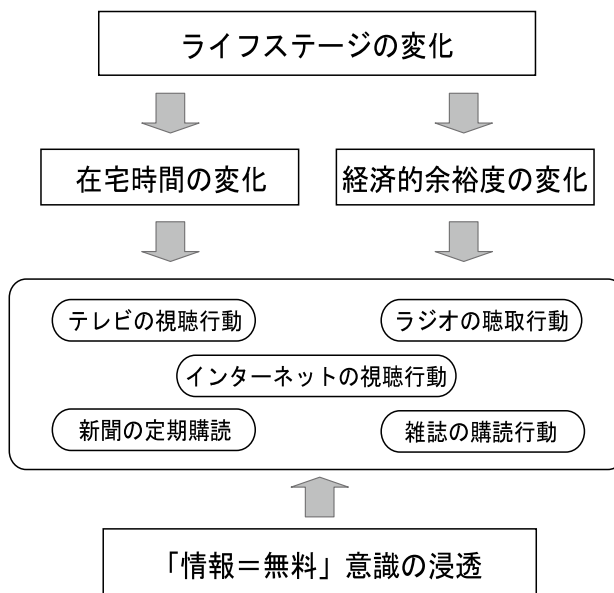 ライフステージの変化
在宅時間の変化
経済的余裕度の変化
テレビの視聴行動
ラジオの聴取行動
インターネットの視聴行動
新聞の定期購読
雑誌の購読行動
「情報＝無料」意識の浸透